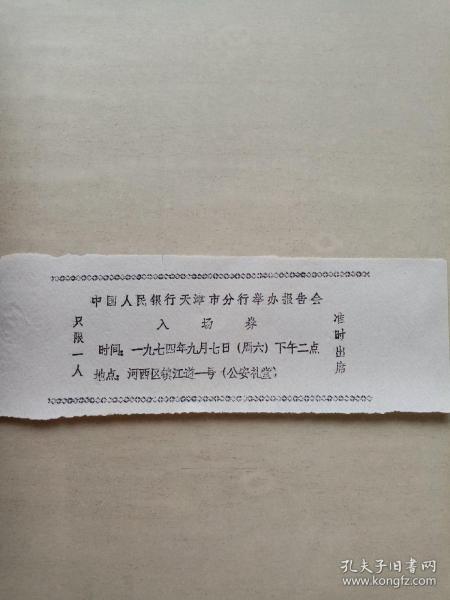 中国人民银行天津市分行举办报告会
入场券
只限一人
时间：一九七四年九月七日（周六）下午二点
地点：河西区镇江道一号（公安礼堂）
准时出席
孔夫子旧书网
www.kongfz.com